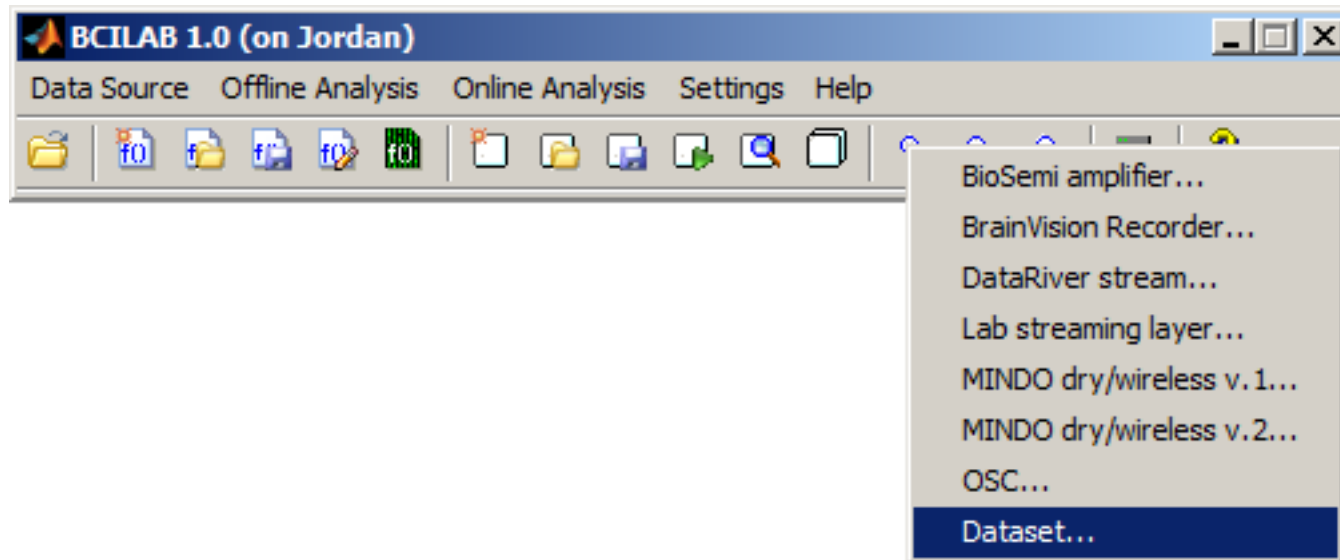 BCILAB 1.0 (on Jordan)
Data Source Offline Analysis Online Analysis Settings Help
f() f() f() f() f()
BioSemi amplifier...
BrainVision Recorder...
DataRiver stream...
Lab streaming layer...
MINDO dry/wireless v.1...
MINDO dry/wireless v.2...
OSC...
Dataset...